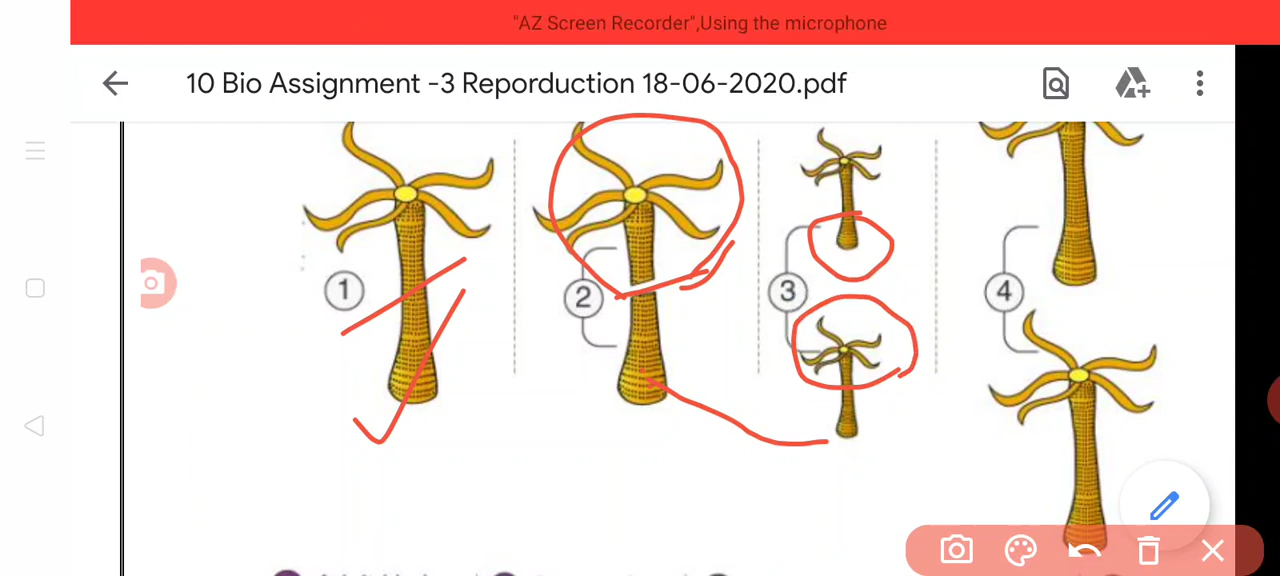 "AZ Screen Recorder",Using the microphone
10 Bio Assignment -3 Reporduction 18-06-2020.pdf
1
2
3
4